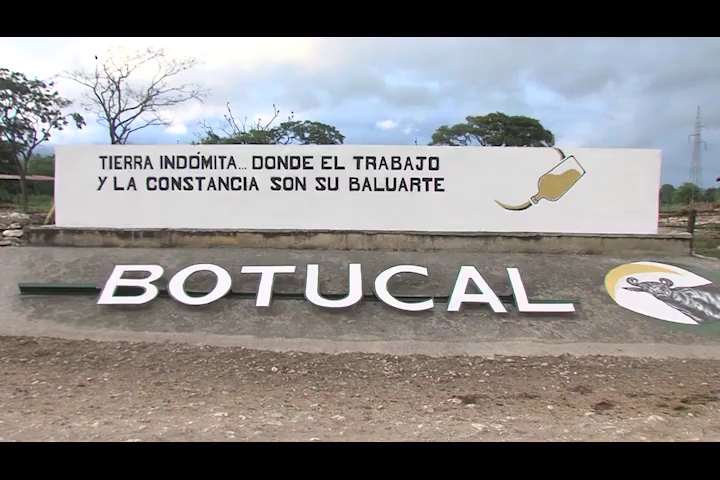 TIERRA INDÓMITA... DONDE EL TRABAJO
Y LA CONSTANCIA SON SU BALUARTE
BOTUCAL